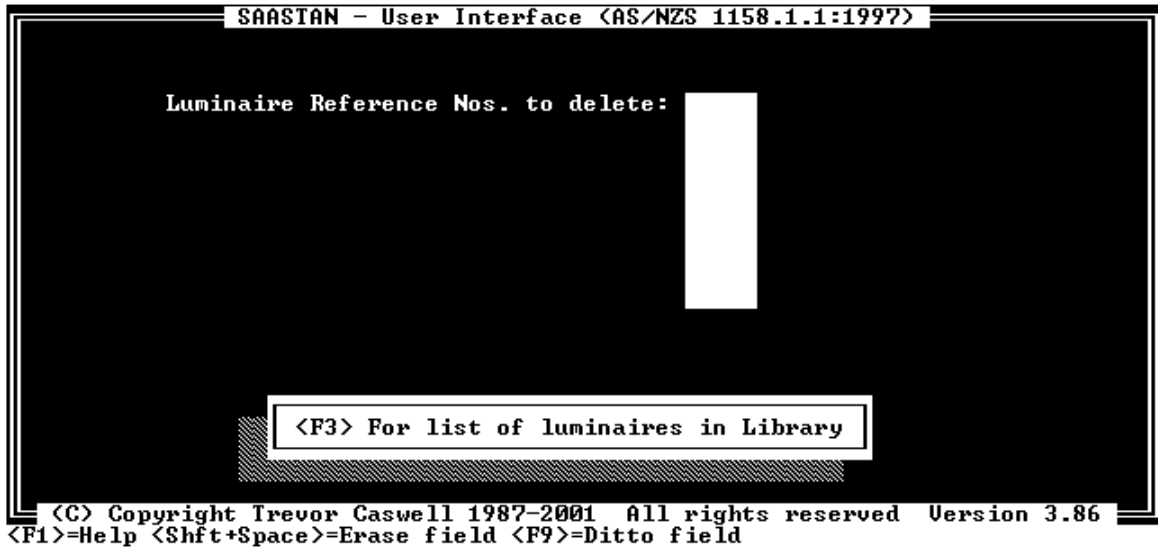 SAASTAN - User Interface (AS/NZS 1158.1.1:1997)
Luminaire Reference Nos. to delete:
<F3> For list of luminaires in Library
(C) Copyright Trevor Caswell 1987-2001 All rights reserved Version 3.86
<F1>=Help <Shft+Space>=Erase field <F9>=Ditto field